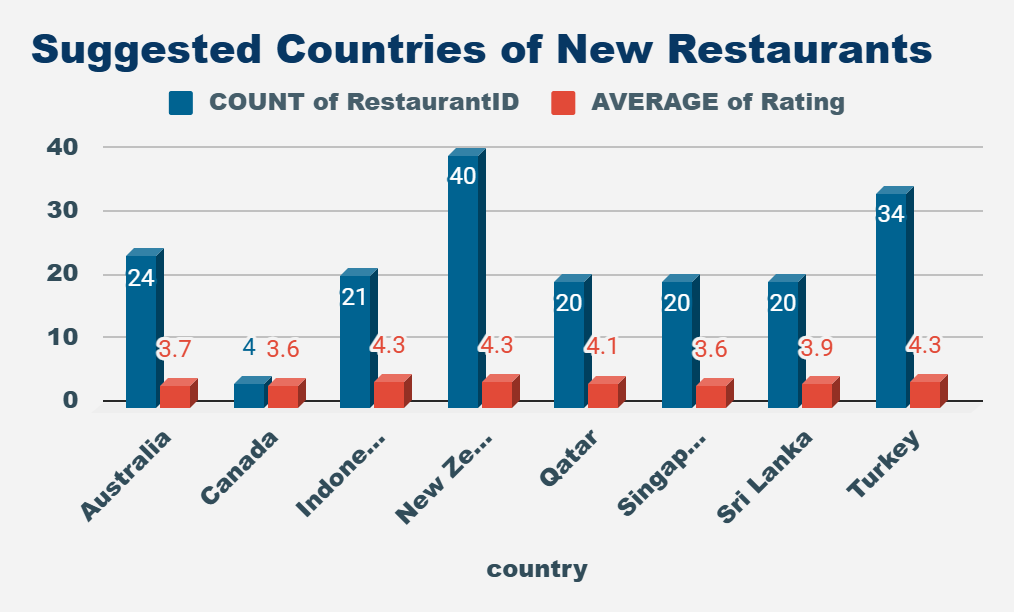 Suggested Countries of New Restaurants
COUNT of RestaurantID
AVERAGE of Rating
40
30
20
10
0
24
3.7
4
3.6
21
4.3
40
4.3
20
4.1
20
3.6
20
3.9
34
4.3
Australia
Canada
Indone...
New Ze...
Qatar
Singap...
Sri Lanka
Turkey
country